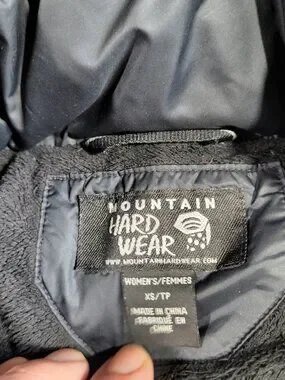 MOUNTAIN
HARD
WEAR
WWW.MOUNTAINHARDWEAR.COM
WOMEN'S/FEMMES
XS/TP
MADE IN CHINA
FABRIQUÉ EN
CHINE